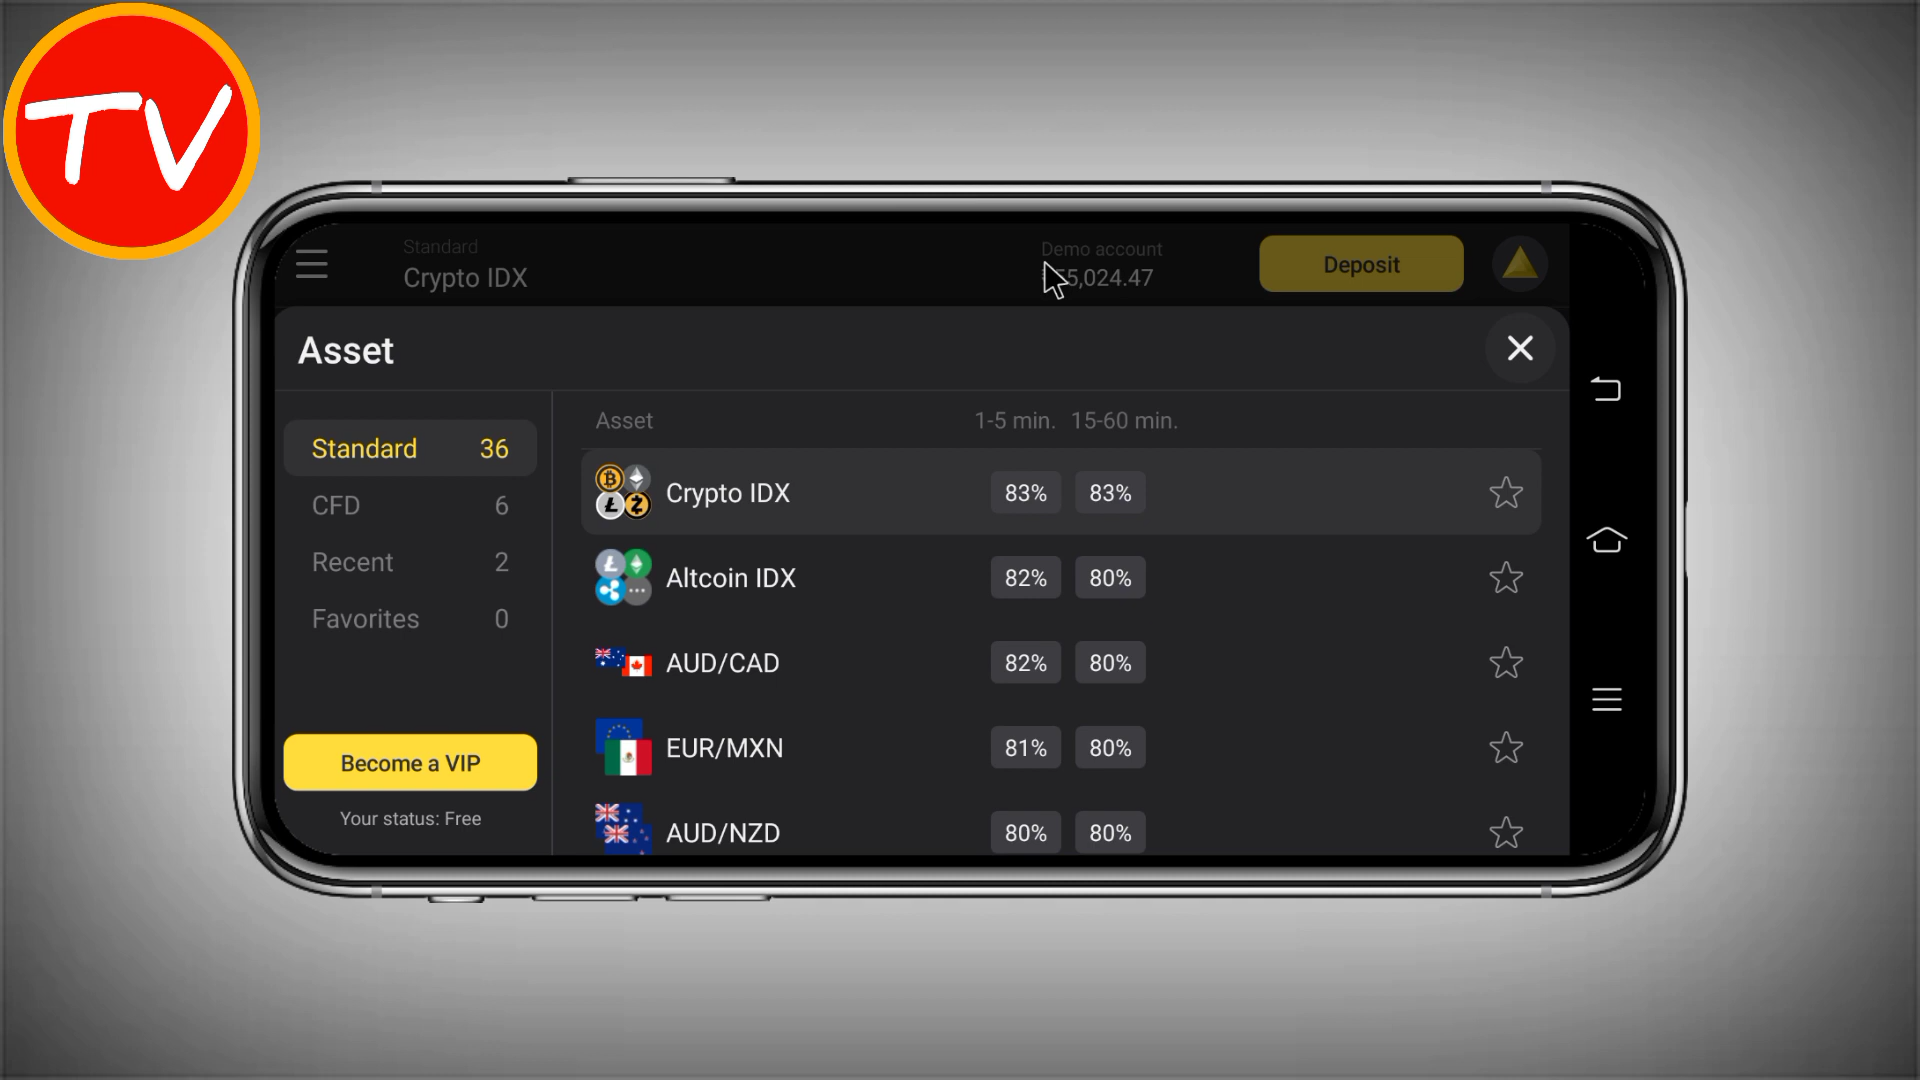 TV
Standard
Crypto IDX
Demo account
5,024.47
Deposit
Asset
Standard 36
CFD 6
Recent 2
Favorites 0
Become a VIP
Your status: Free
Asset 1-5 min. 15-60 min.
Crypto IDX 83% 83%
Altcoin IDX 82% 80%
AUD/CAD 82% 80%
EUR/MXN 81% 80%
AUD/NZD 80% 80%